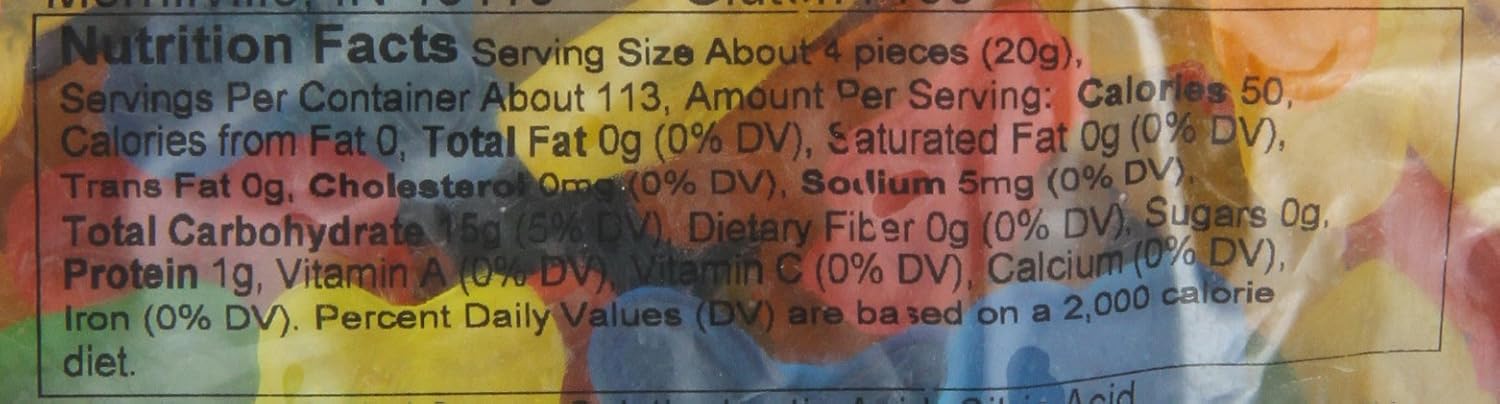 Nutrition Facts Serving Size About 4 pieces (20g),
Servings Per Container About 113, Amount Per Serving: Calories 50,
Calories from Fat 0, Total Fat 0g (0% DV), Saturated Fat 0g (0% DV),
Trans Fat 0g, Cholesterol 0mg (0% DV), Sodium 5mg (0% DV),
Total Carbohydrate 15g (5% DV), Dietary Fiber 0g (0% DV), Sugars 0g,
Protein 1g, Vitamin A (0% DV), Vitamin C (0% DV), Calcium (0% DV),
Iron (0% DV). Percent Daily Values (DV) are based on a 2,000 calorie
diet.
Acid